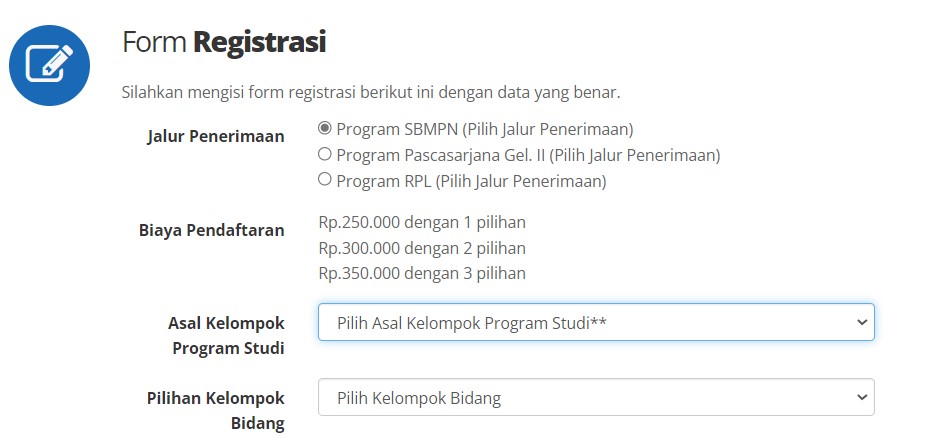 Form Registrasi
Silahkan mengisi form registrasi berikut ini dengan data yang benar.
Jalur Penerimaan
Program SBMPN (Pilih Jalur Penerimaan)
Program Pascasarjana Gel. II (Pilih Jalur Penerimaan)
Program RPL (Pilih Jalur Penerimaan)
Biaya Pendaftaran
Rp.250.000 dengan 1 pilihan
Rp.300.000 dengan 2 pilihan
Rp.350.000 dengan 3 pilihan
Asal Kelompok
Program Studi
Pilih Asal Kelompok Program Studi**
Pilihan Kelompok
Bidang
Pilih Kelompok Bidang